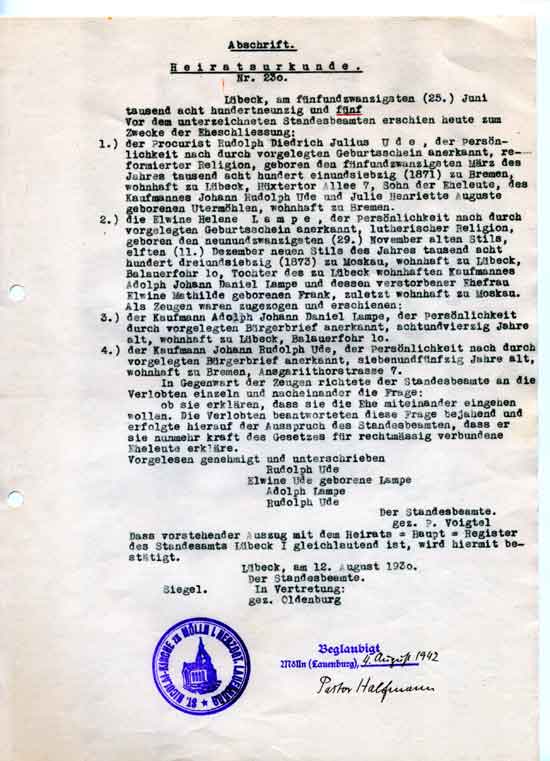 Abschrift.
Heiratsurkunde.
Nr. 23o.
Lübeck, am fünfundzwanzigsten (25.) Juni
tausend acht hundertneunzig und fünf
Vor dem unterzeichneten Standesbeamten erschien heute zum
Zwecke der Eheschliessung:
1.) der Procurist Rudolph Diedrich Julius Ude, der Persön-
lichkeit nach durch vorgelegten Geburtsschein anerkannt, re-
formierter Religion, geboren den fünfundzwanzigsten März des
Jahres tausend acht hundert einundsiebzig (1871) zu Bremen,
wohnhaft zu Lübeck, Hüxtertor Allee 7, Sohn der Eheleute, des
Kaufmannes Johann Rudolph Ude und Julie Henriette Auguste
geborenen Utermöhlen, wohnhaft zu Bremen.
2.) die Elwine Helene Lampe, der Persönlichkeit nach durch
vorgelegten Geburtschein anerkannt, lutherischer Religion,
geboren den neunundzwanzigsten (29.) November alten Stils,
elften (11.) Dezember neuen Stils des Jahres tausend acht
hundert dreiundsiebzig (1873) zu Moskau, wohnhaft zu Lübeck,
Balauerfohr lo, Tochter des zu Lübeck wohnhaften Kaufmannes
Adolph Johann Daniel Lampe und dessen verstorbener Ehefrau
Elwine Mathilde geborenen Frank, zuletzt wohnhaft zu Moskau.
Als Zeugen waren zugezogen und erschienen:
3.) der Kaufmann Adolph Johann Daniel Lampe, der Persönlichkeit
durch vorgelegten Bürgerbrief anerkannt, achtundvierzig Jahre
alt, wohnhaft zu Lübeck, Balauerfohr lo.
4.) der Kaufmann Johann Rudolph Ude, der Persönlichkeit nach durch
vorgelegten Bürgerbrief anerkannt, siebenundfünfzig Jahre alt,
wohnhaft zu Bremen, Ansgariithorstrasse 7.
In Gegenwart der Zeugen richtete der Standesbeamte an die
Verlobten einzeln und nacheinander die Frage:
ob sie erklären, dass sie die Ehe miteinander eingehen
wollen. Die Verlobten beantworteten diese Frage bejahend und
erfolgte hierauf der Ausspruch des Standesbeamten, dass er
sie nunmehr kraft des Gesetzes für rechtmässig verbundene
Eheleute erkläre.
Vorgelesen genehmigt und unterschrieben
Rudolph Ude
Elwine Ude geborene Lampe
Adolph Lampe
Rudolph Ude
Der Standesbeamte.
gez. P. Voigtel
Dass vorstehender Auszug mit dem Heirats = Haupt = Register
des Standesamts Lübeck I gleichlautend ist, wird hiermit be-
stätigt.
Lübeck, am 12. August 193o.
Der Standesbeamte.
Siegel. In Vertretung:
gez. Oldenburg
ST. NICOLAI-KIRCHE ZU MÖLLN I. HERZOGT. LAUENBURG
Beglaubigt
Mölln (Lauenburg), 4. August 1942
Pastor Halfmann